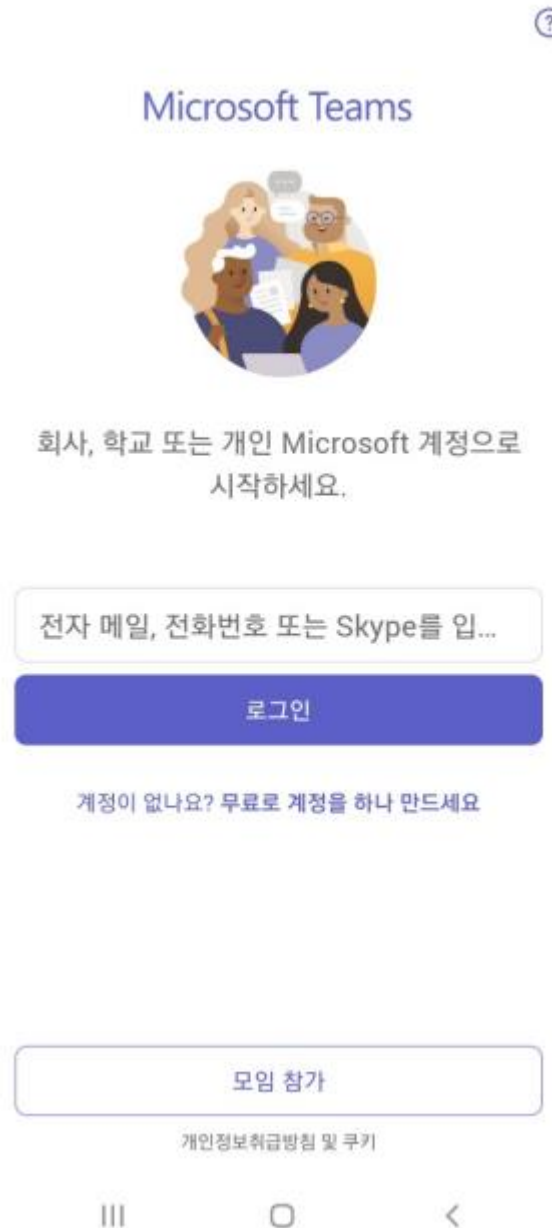 Microsoft Teams
회사, 학교 또는 개인 Microsoft 계정으로
시작하세요.
전자 메일, 전화번호 또는 Skype를 입...
로그인
계정이 없나요? 무료로 계정을 하나 만드세요
모임 참가
개인정보취급방침 및 쿠키